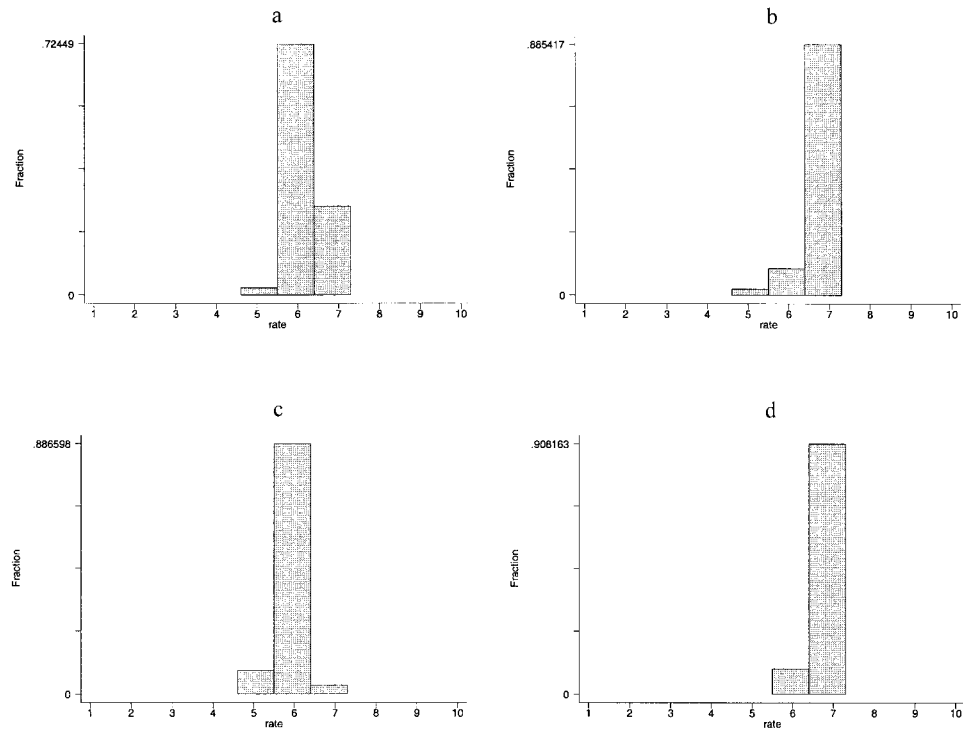 a
.72449
Fraction
0
1 2 3 4 5 6 7 8 9 10
rate
b
.885417
Fraction
0
1 2 3 4 5 6 7 8 9 10
rate
c
.886598
Fraction
0
1 2 3 4 5 6 7 8 9 10
rate
d
.908163
Fraction
0
1 2 3 4 5 6 7 8 9 10
rate